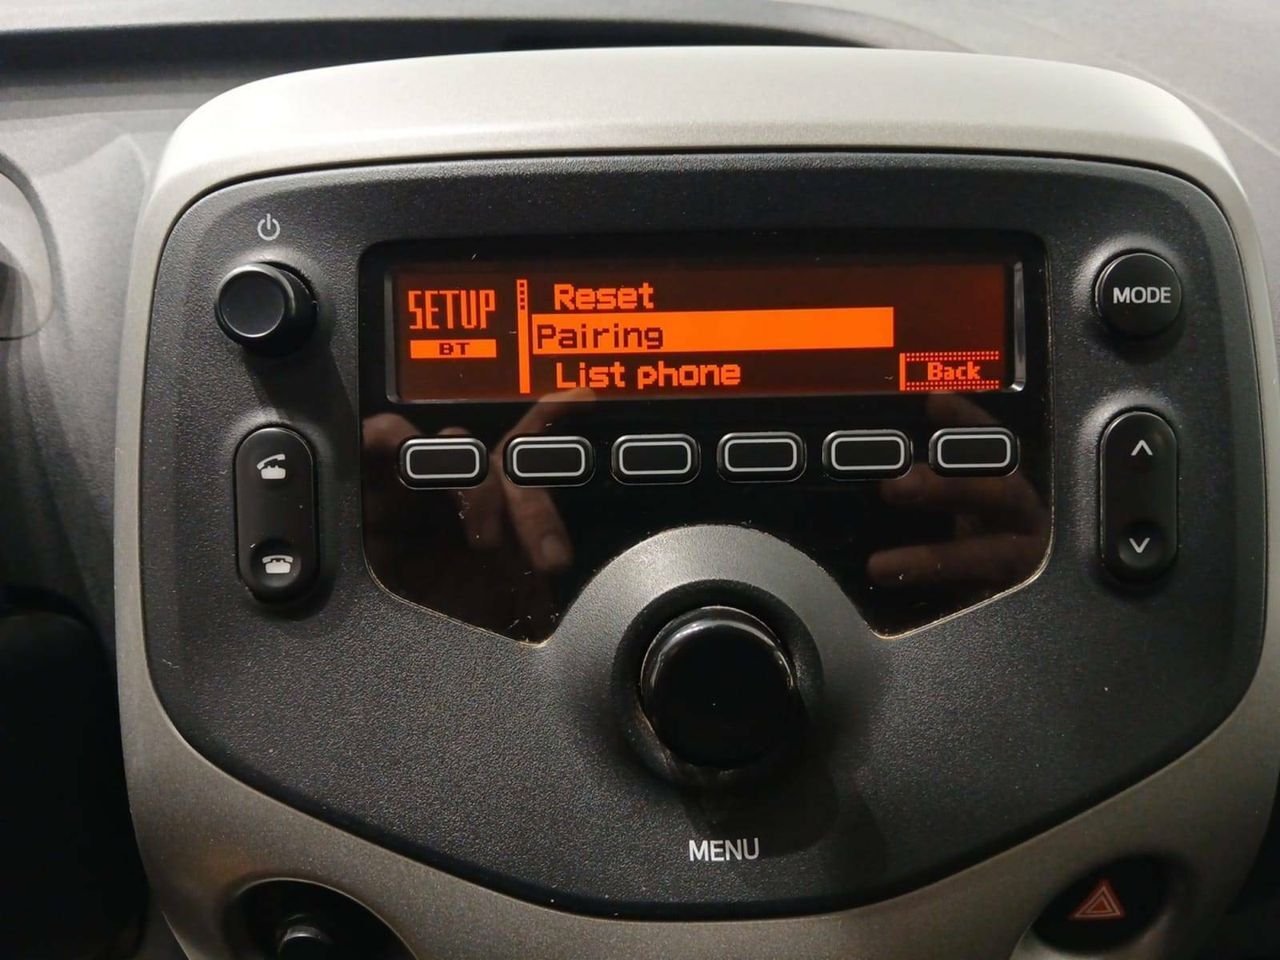 SETUP
BT
Reset
Pairing
List phone
Back
MODE
MENU